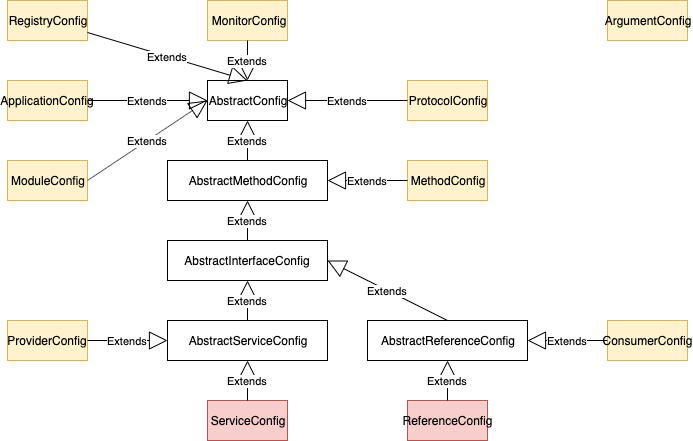 RegistryConfig
MonitorConfig
ArgumentConfig
Extends
Extends
ApplicationConfig
Extends
AbstractConfig
Extends
ProtocolConfig
Extends
Extends
ModuleConfig
AbstractMethodConfig
Extends
MethodConfig
Extends
AbstractInterfaceConfig
Extends
Extends
ProviderConfig
Extends
AbstractServiceConfig
AbstractReferenceConfig
Extends
ConsumerConfig
Extends
Extends
ServiceConfig
ReferenceConfig